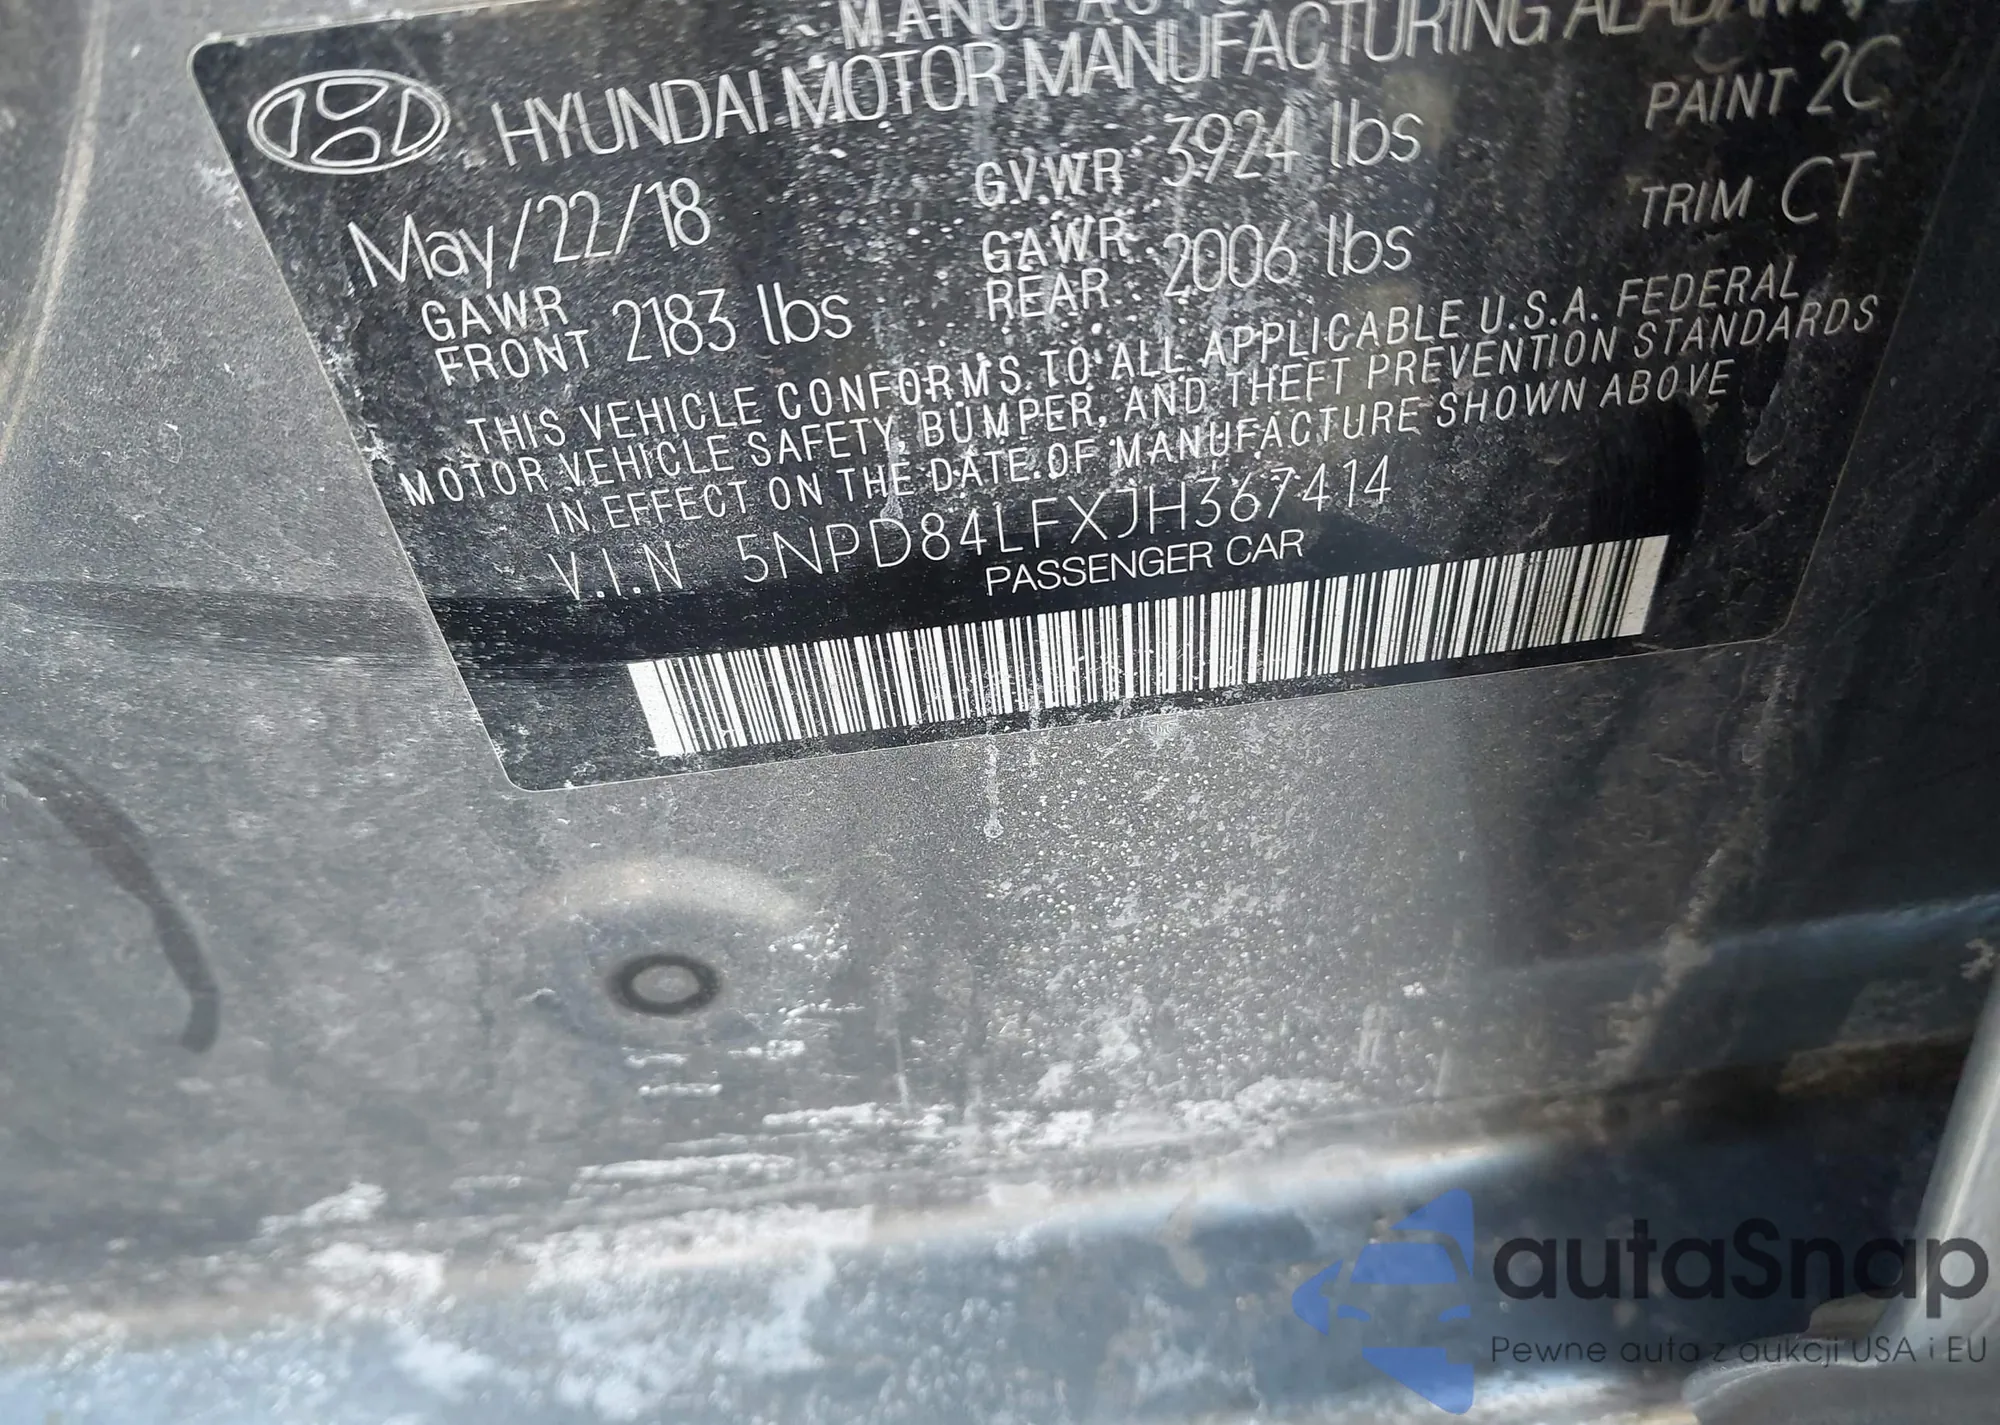 HYUNDAI MOTOR MANUFACTURING
May/22/18
GVWR 3924 lbs
PAINT 2C
GAWR FRONT 2183 lbs
GAWR REAR 2006 lbs
TRIM CT
THIS VEHICLE CONFORMS TO ALL APPLICABLE U.S.A. FEDERAL
MOTOR VEHICLE SAFETY, BUMPER, AND THEFT PREVENTION STANDARDS
IN EFFECT ON THE DATE OF MANUFACTURE SHOWN ABOVE
V.I.N 5NPD84LFXJH367414
PASSENGER CAR
autaSnap
Pewne auta z aukcji USA i EU